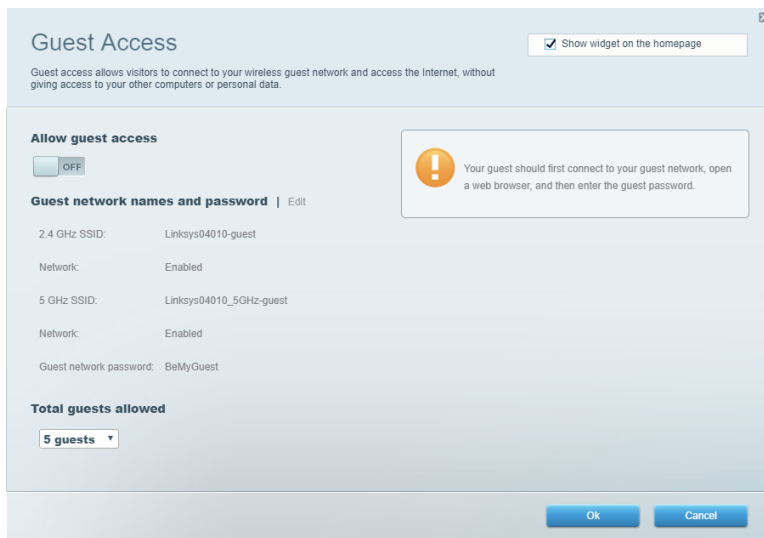 Guest Access
Show widget on the homepage
Guest access allows visitors to connect to your wireless guest network and access the Internet, without
giving access to your other computers or personal data.
Allow guest access
OFF
Your guest should first connect to your guest network, open
a web browser, and then enter the guest password.
Guest network names and password | Edit
2.4 GHz SSID: Linksys04010-guest
Network: Enabled
5 GHz SSID: Linksys04010_5GHz-guest
Network: Enabled
Guest network password: BeMyGuest
Total guests allowed
5 guests
Ok Cancel